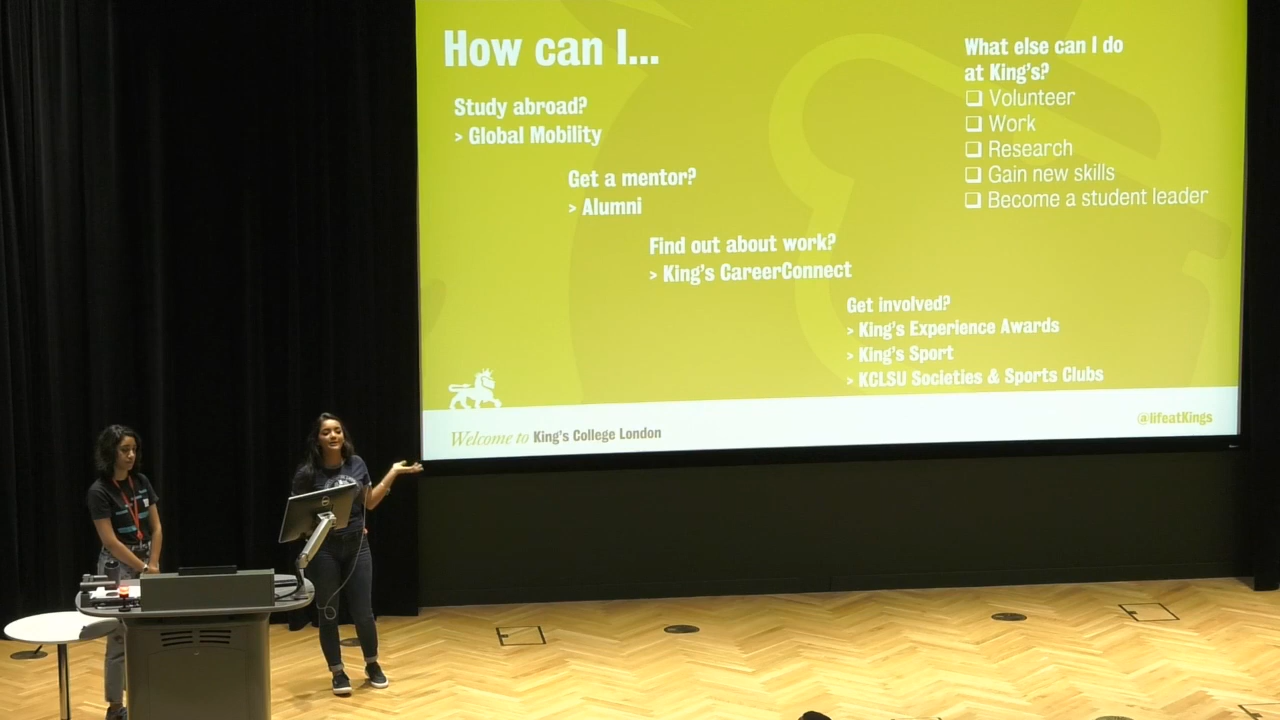 How can I...
Study abroad?
> Global Mobility
Get a mentor?
> Alumni
Find out about work?
> King's CareerConnect
Get involved?
> King's Experience Awards
> King's Sport
> KCLSU Societies & Sports Clubs
What else can I do
at King's?
❑ Volunteer
❑ Work
❑ Research
❑ Gain new skills
❑ Become a student leader
Welcome to King's College London
@lifeatKings